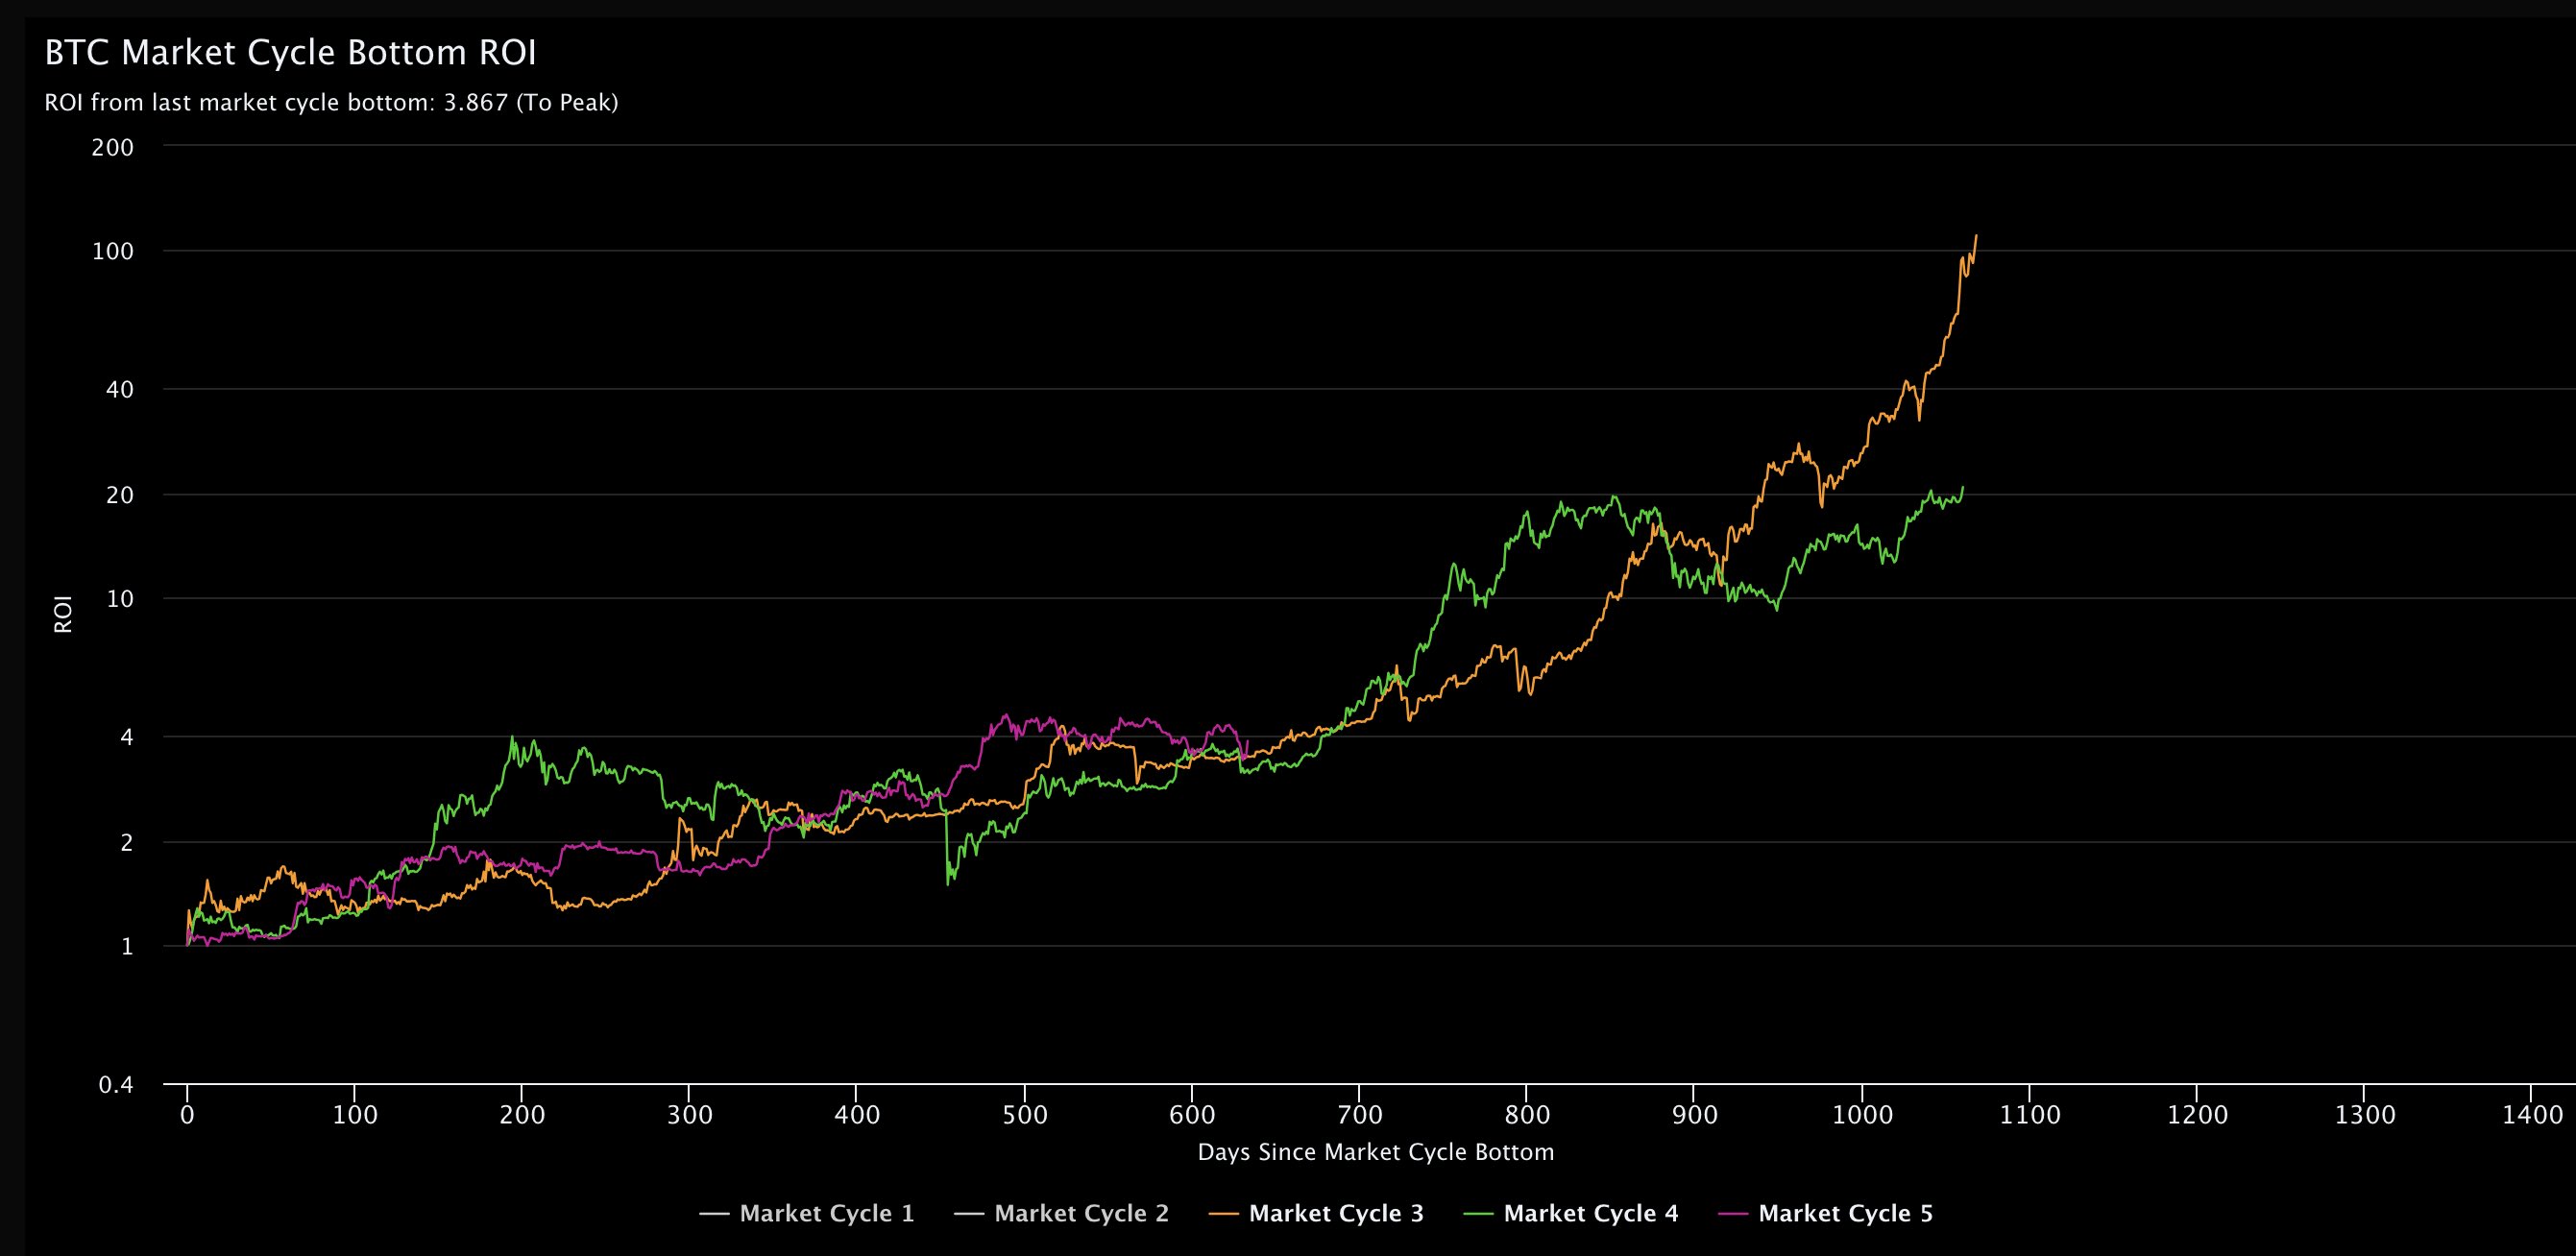 BTC Market Cycle Bottom ROI
ROI from last market cycle bottom: 3.867 (To Peak)
200
100
40
20
10
4
2
1
0.4
ROI
0 100 200 300 400 500 600 700 800 900 1000 1100 1200 1300 1400
Days Since Market Cycle Bottom
Market Cycle 1 Market Cycle 2 Market Cycle 3 Market Cycle 4 Market Cycle 5